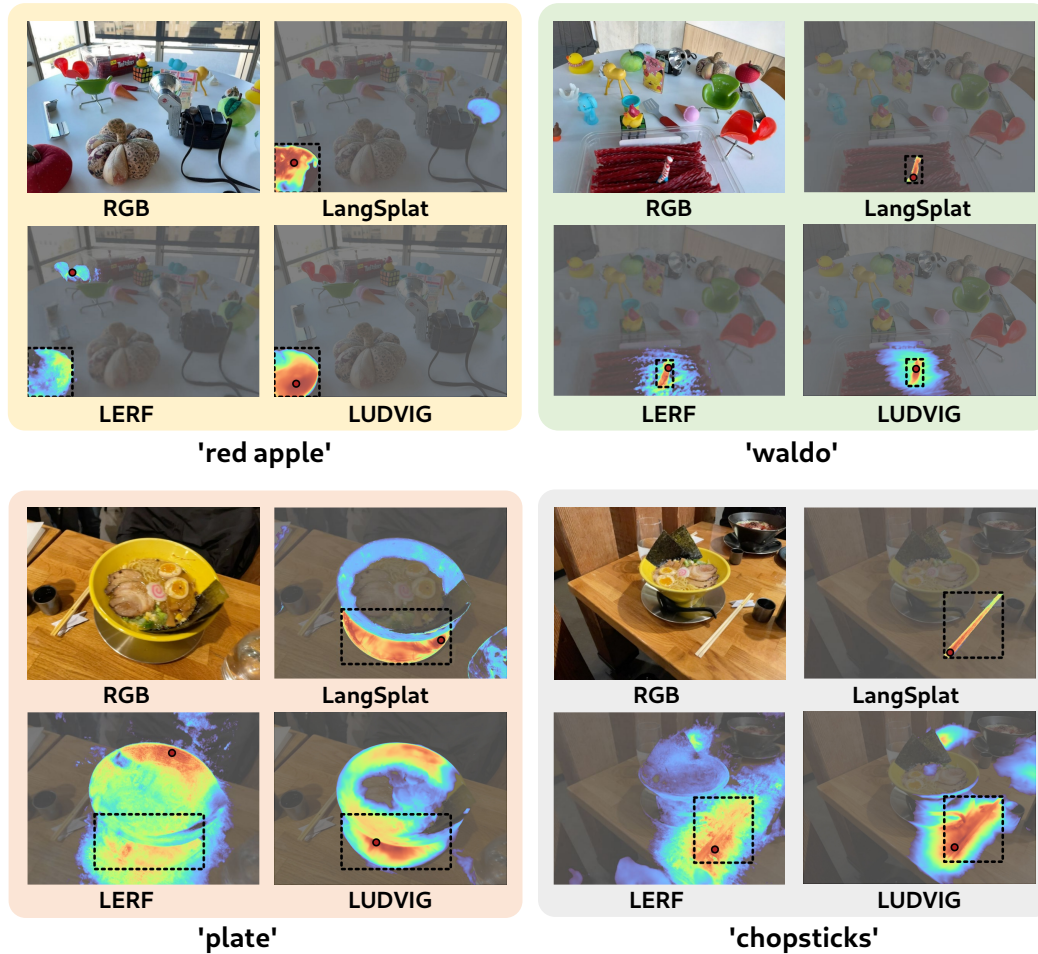 RGB
LangSplat
LERF
LUDVIG
'red apple'
RGB
LangSplat
LERF
LUDVIG
'waldo'
RGB
LangSplat
LERF
LUDVIG
'plate'
RGB
LangSplat
LERF
LUDVIG
'chopsticks'